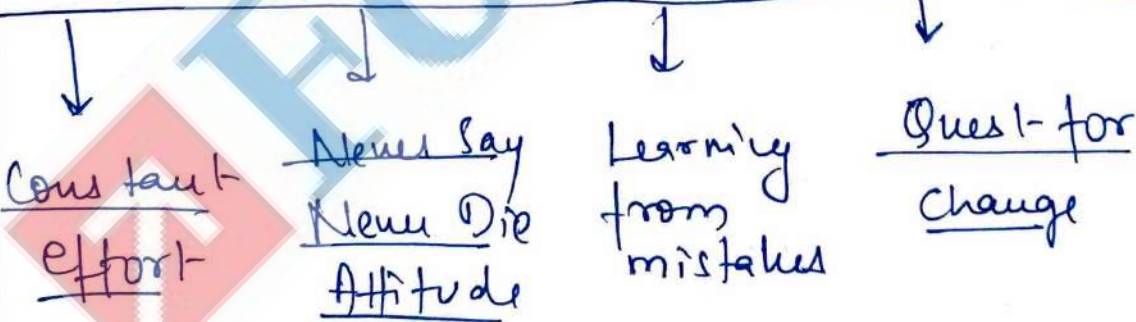 Constant
effort
Never Say
Never Die
Attitude
Learning
from
mistakes
Quest for
change